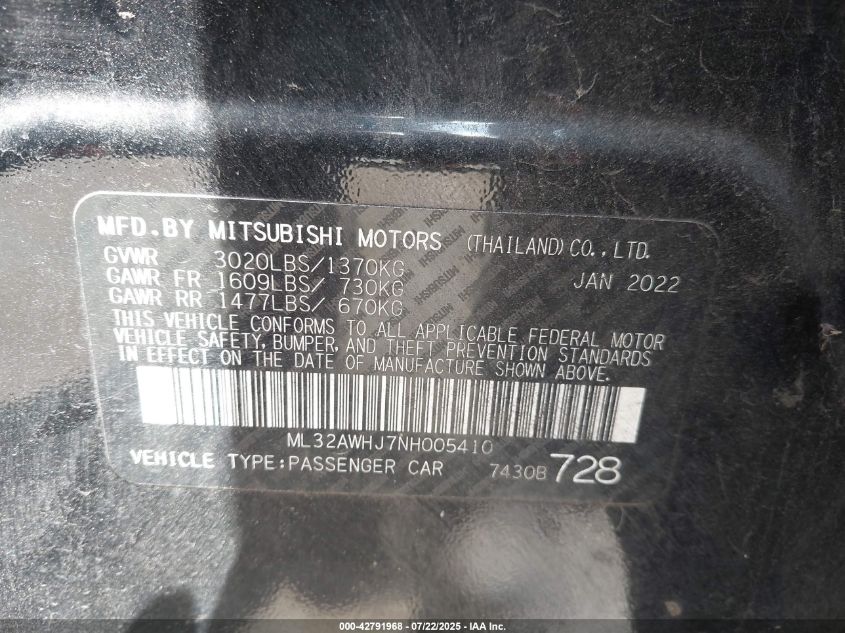 MFD.BY MITSUBISHI MOTORS (THAILAND) CO., LTD.
GVWR 3020LBS/1370KG JAN 2022
GAWR FR 1609LBS/ 730KG
GAWR RR 1477LBS/ 670KG
THIS VEHICLE CONFORMS TO ALL APPLICABLE FEDERAL MOTOR
VEHICLE SAFETY, BUMPER, AND THEFT PREVENTION STANDARDS
IN EFFECT ON THE DATE OF MANUFACTURE SHOWN ABOVE.
ML32AWHJ7NH005410
VEHICLE TYPE:PASSENGER CAR 7430B 728
000-42791968 - 07/22/2025 - IAA Inc.